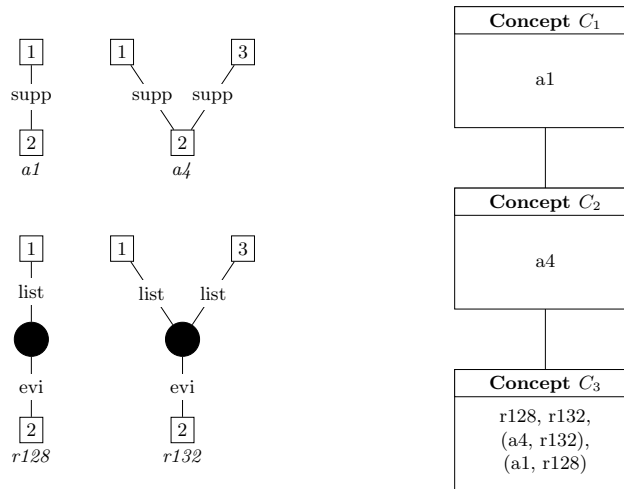 1
supp
2
a1
1 3
supp supp
2
a4
1
list
evi
2
r128
1 3
list list
evi
2
r132
Concept C₁
a1
Concept C₂
a4
Concept C₃
r128, r132,
(a4, r132),
(a1, r128)